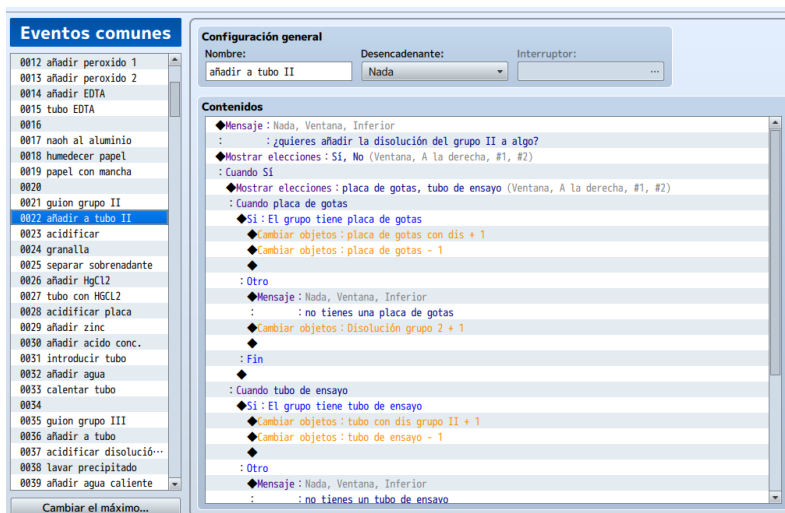 Eventos comunes
0012 añadir peroxido 1
0013 añadir peroxido 2
0014 añadir EDTA
0015 tubo EDTA
0016
0017 naoh al aluminio
0018 humedecer papel
0019 papel con mancha
0020
0021 guion grupo II
0022 añadir a tubo II
0023 acidificar
0024 granalla
0025 separar sobrenadante
0026 añadir HgCl2
0027 tubo con HGCL2
0028 acidificar placa
0029 añadir zinc
0030 añadir acido conc.
0031 introducir tubo
0032 añadir agua
0033 calentar tubo
0034
0035 guion grupo III
0036 añadir a tubo
0037 acidificar disolució…
0038 lavar precipitado
0039 añadir agua caliente
Cambiar el máximo...
Configuración general
Nombre: Desencadenante: Interruptor:
añadir a tubo II Nada ...
Contenidos
◆Mensaje：Nada, Ventana, Inferior
： ：¿quieres añadir la disolución del grupo II a algo?
◆Mostrar elecciones：Sí, No (Ventana, A la derecha, #1, #2)
：Cuando Sí
◆Mostrar elecciones：placa de gotas, tubo de ensayo (Ventana, A la derecha, #1, #2)
：Cuando placa de gotas
◆Si：El grupo tiene placa de gotas
◆Cambiar objetos：placa de gotas con dis + 1
◆Cambiar objetos：placa de gotas - 1
◆
：Otro
◆Mensaje：Nada, Ventana, Inferior
： ：no tienes una placa de gotas
◆Cambiar objetos：Disolución grupo 2 + 1
◆
：Fin
◆
：Cuando tubo de ensayo
◆Si：El grupo tiene tubo de ensayo
◆Cambiar objetos：tubo con dis grupo II + 1
◆Cambiar objetos：tubo de ensayo - 1
◆
：Otro
◆Mensaje：Nada, Ventana, Inferior
： ：no tienes un tubo de ensayo